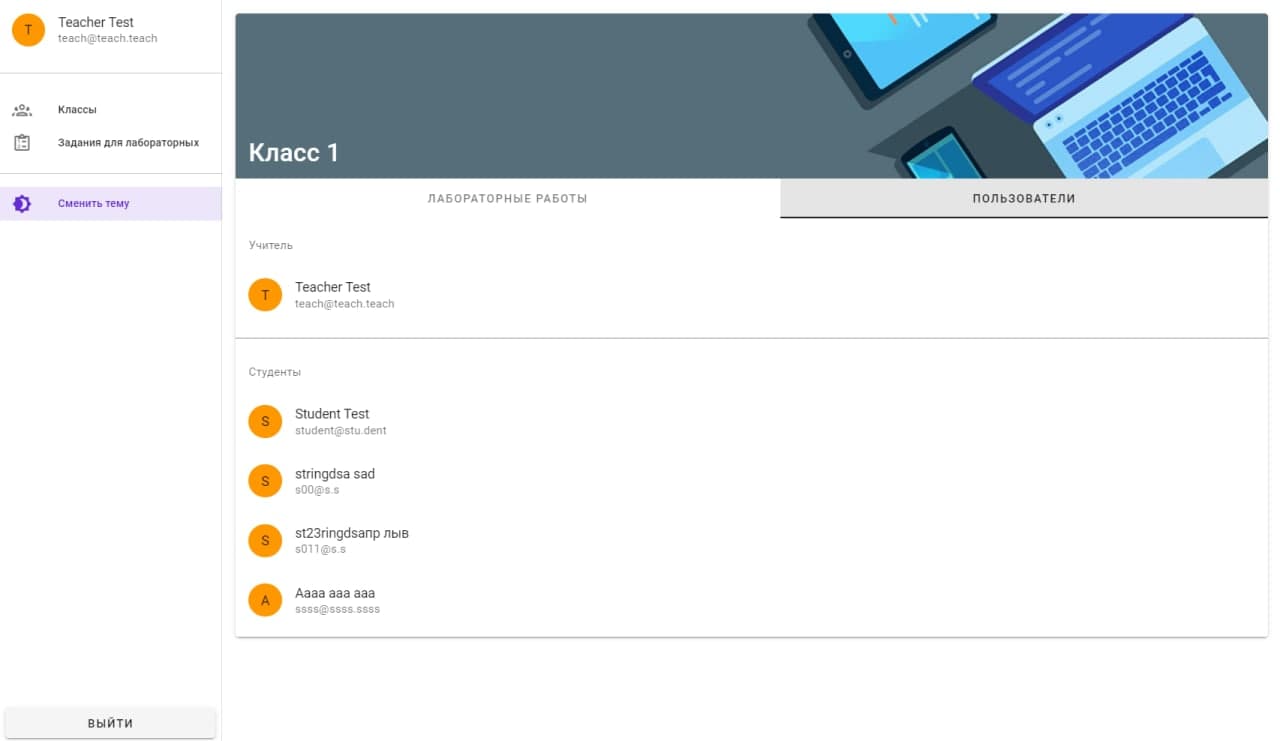 T
Teacher Test
teach@teach.teach
Классы
Задания для лабораторных
Сменить тему
ВЫЙТИ
Класс 1
ЛАБОРАТОРНЫЕ РАБОТЫ
ПОЛЬЗОВАТЕЛИ
Учитель
T
Teacher Test
teach@teach.teach
Студенты
S
Student Test
student@stu.dent
S
stringdsa sad
s00@s.s
S
st23ringdsaпр лыв
s011@s.s
A
Aaaa aaa aaa
ssss@ssss.ssss